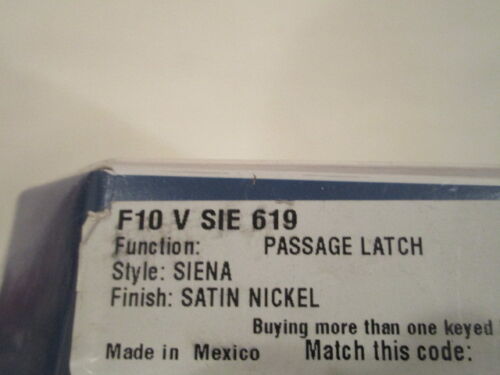 F10 V SIE 619
Function: PASSAGE LATCH
Style: SIENA
Finish: SATIN NICKEL
Buying more than one keyed
Made in Mexico Match this code: